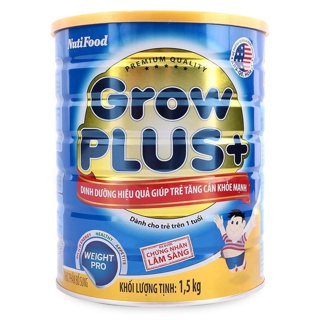 NutiFood
PREMIUM QUALITY
Grow
PLUS+
DINH DƯỠNG HIỆU QUẢ GIÚP TRẺ TĂNG CÂN KHỎE MẠNH
Dành cho trẻ trên 1 tuổi
CHỨNG NHẬN
LÂM SÀNG
WEIGHT
PRO
KHỐI LƯỢNG TỊNH: 1,5 kg